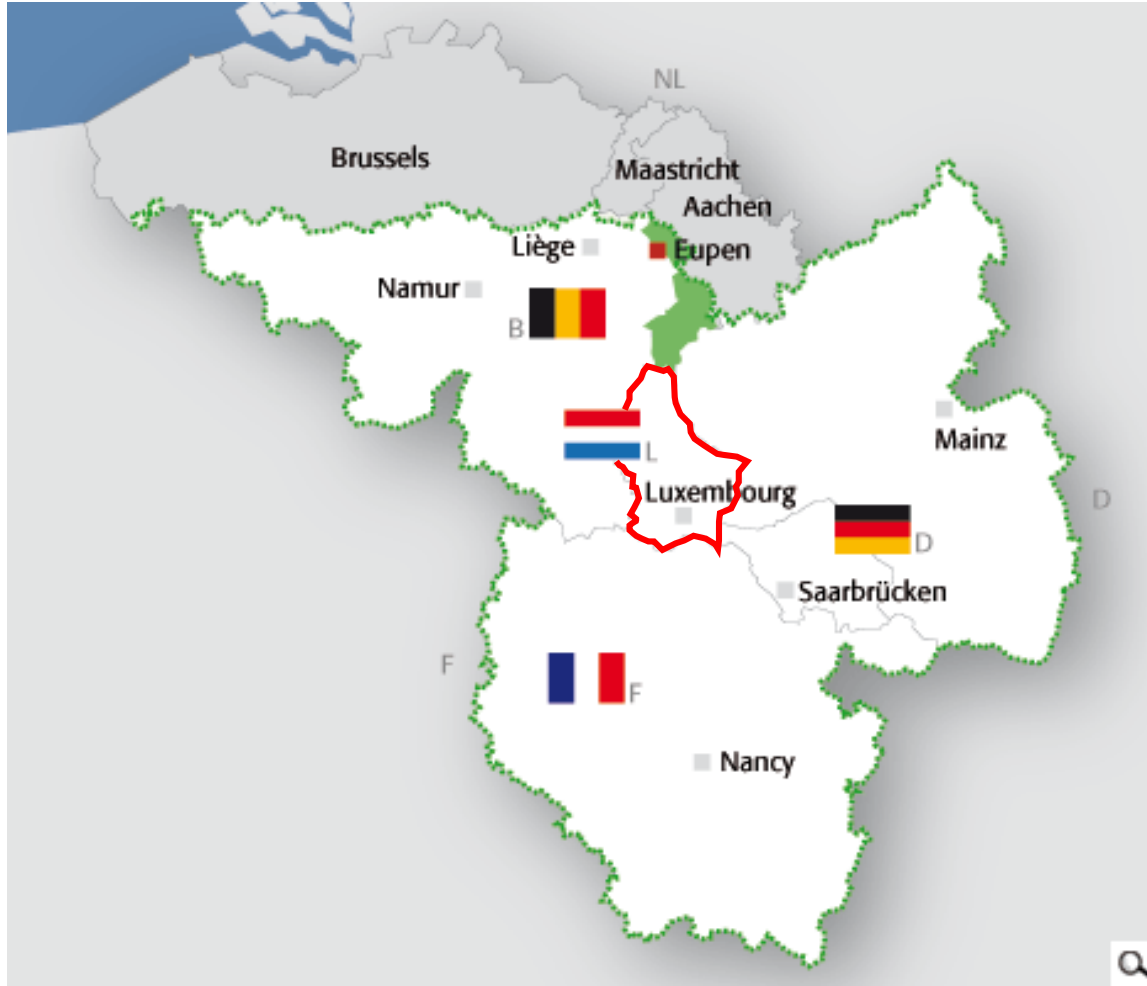 NL
Brussels
Maastricht
Aachen
Liège
Eupen
Namur
B
L
Mainz
Luxembourg
D
D
Saarbrücken
F
F
Nancy